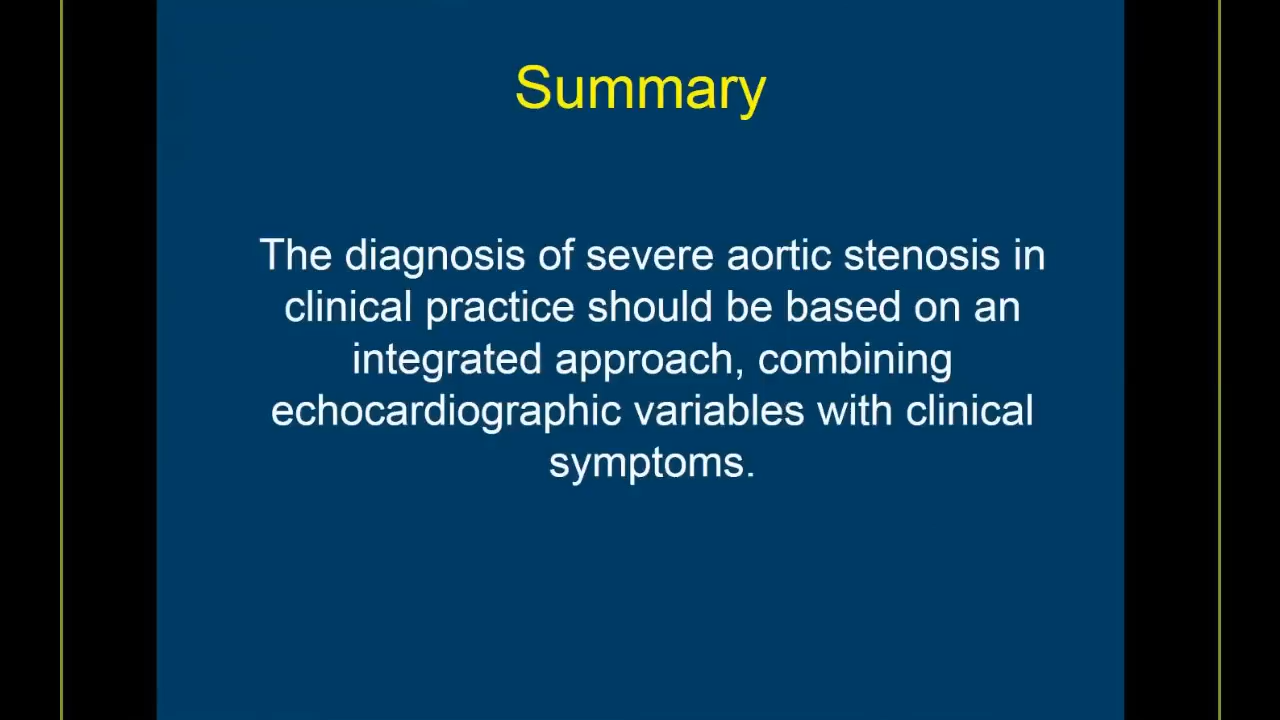 Summary
The diagnosis of severe aortic stenosis in
clinical practice should be based on an
integrated approach, combining
echocardiographic variables with clinical
symptoms.